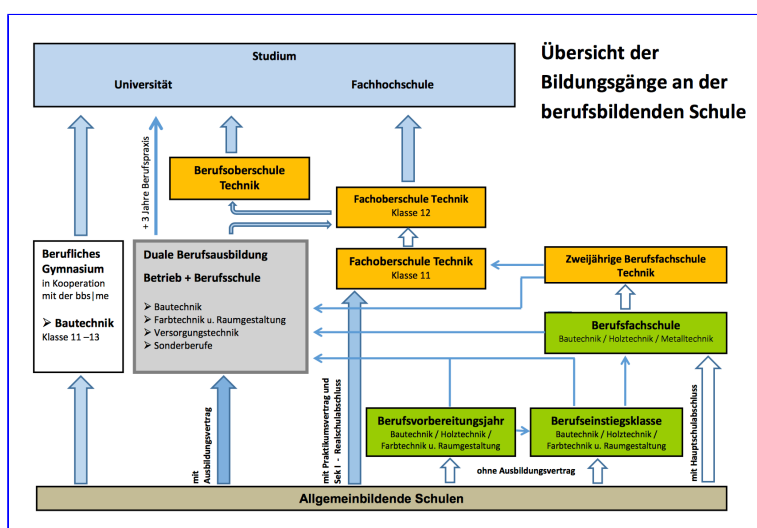 Übersicht der
Bildungsgänge an der
berufsbildenden Schule
Studium
Universität
Fachhochschule
+ 3 Jahre Berufspraxis
Berufsoberschule
Technik
Fachoberschule Technik
Klasse 12
Berufliches
Gymnasium
in Kooperation
mit der bbs|me
➢ Bautechnik
Klasse 11 –13
Duale Berufsausbildung
Betrieb + Berufsschule
➢ Bautechnik
➢ Farbtechnik u. Raumgestaltung
➢ Versorgungstechnik
➢ Sonderberufe
Fachoberschule Technik
Klasse 11
Zweijährige Berufsfachschule
Technik
Berufsfachschule
Bautechnik / Holztechnik / Metalltechnik
Berufsvorbereitungsjahr
Bautechnik / Holztechnik /
Farbtechnik u. Raumgestaltung
Berufseinstiegsklasse
Bautechnik / Holztechnik /
Farbtechnik u. Raumgestaltung
mit
Ausbildungsvertrag
mit Praktikumsvertrag und
Sek I - Realschulabschluss
ohne Ausbildungsvertrag
mit Hauptschulabschluss
Allgemeinbildende Schulen